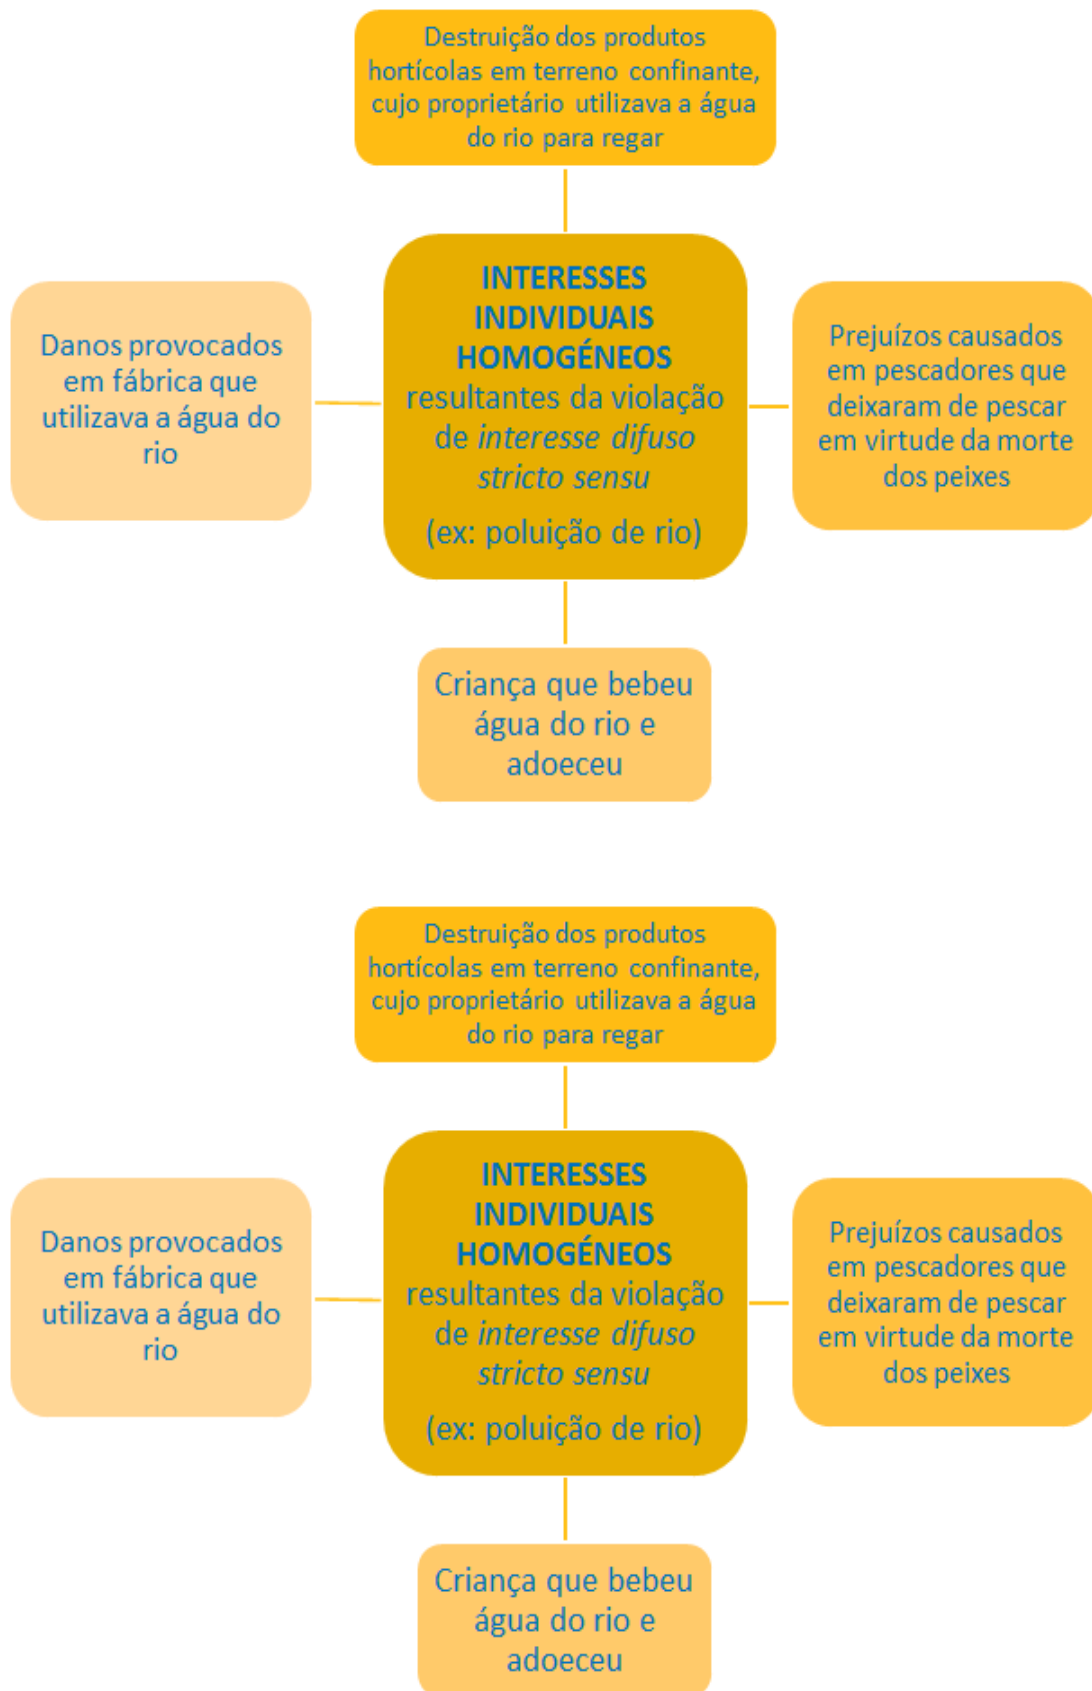 Destruição dos produtos
hortícolas em terreno confinante,
cujo proprietário utilizava a água
do rio para regar
Danos provocados
em fábrica que
utilizava a água do
rio
INTERESSES
INDIVIDUAIS
HOMOGÉNEOS
resultantes da violação
de interesse difuso
stricto sensu
(ex: poluição de rio)
Prejuízos causados
em pescadores que
deixaram de pescar
em virtude da morte
dos peixes
Criança que bebeu
água do rio e
adoeceu
Destruição dos produtos
hortícolas em terreno confinante,
cujo proprietário utilizava a água
do rio para regar
Danos provocados
em fábrica que
utilizava a água do
rio
INTERESSES
INDIVIDUAIS
HOMOGÉNEOS
resultantes da violação
de interesse difuso
stricto sensu
(ex: poluição de rio)
Prejuízos causados
em pescadores que
deixaram de pescar
em virtude da morte
dos peixes
Criança que bebeu
água do rio e
adoeceu